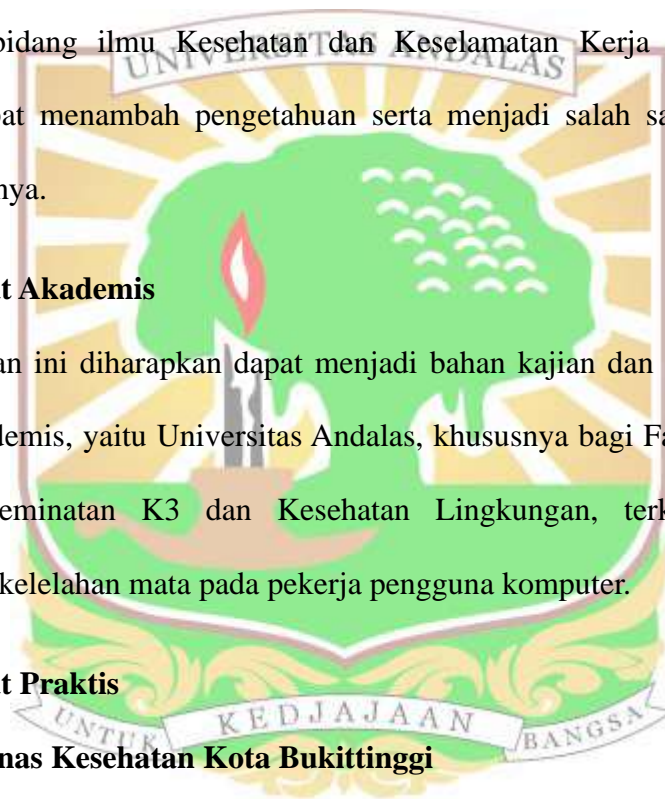 bidang ilmu Kesehatan dan Keselamatan Kerja
UNIVERSITAS ANDALAS
pat menambah pengetahuan serta menjadi salah sa
nya.
t Akademis
an ini diharapkan dapat menjadi bahan kajian dan
demis, yaitu Universitas Andalas, khususnya bagi Fa
eminatan K3 dan Kesehatan Lingkungan, terk
kelelahan mata pada pekerja pengguna komputer.
t Praktis
UNTUK KEDJAJAAN BANGSA
nas Kesehatan Kota Bukittinggi